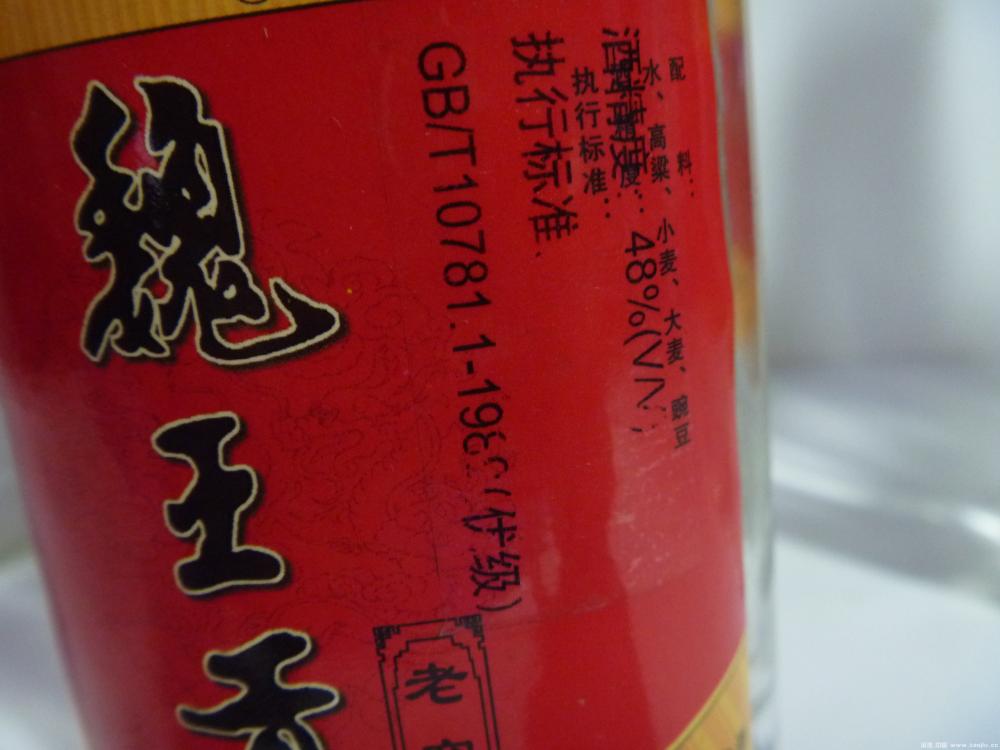 配料:
水、高粱、小麦、大麦、豌豆
酒精度: 48%(V/V)
执行标准:
执行标准:
GB/T10781.1-1989(优级)
魏王
老